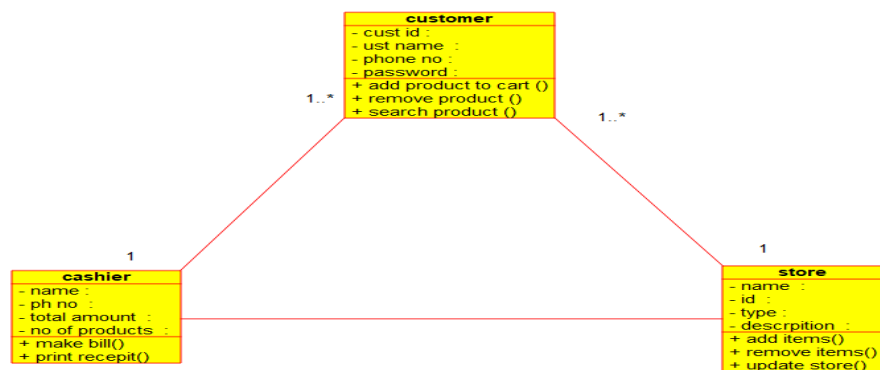 customer
- cust id :
- ust name :
- phone no :
- password :
+ add product to cart ()
+ remove product ()
+ search product ()
1..*
1..*
1
1
cashier
- name :
- ph no :
- total amount :
- no of products :
+ make bill()
+ print recepit()
store
- name :
- id :
- type :
- descrpition :
+ add items()
+ remove items()
+ update store()